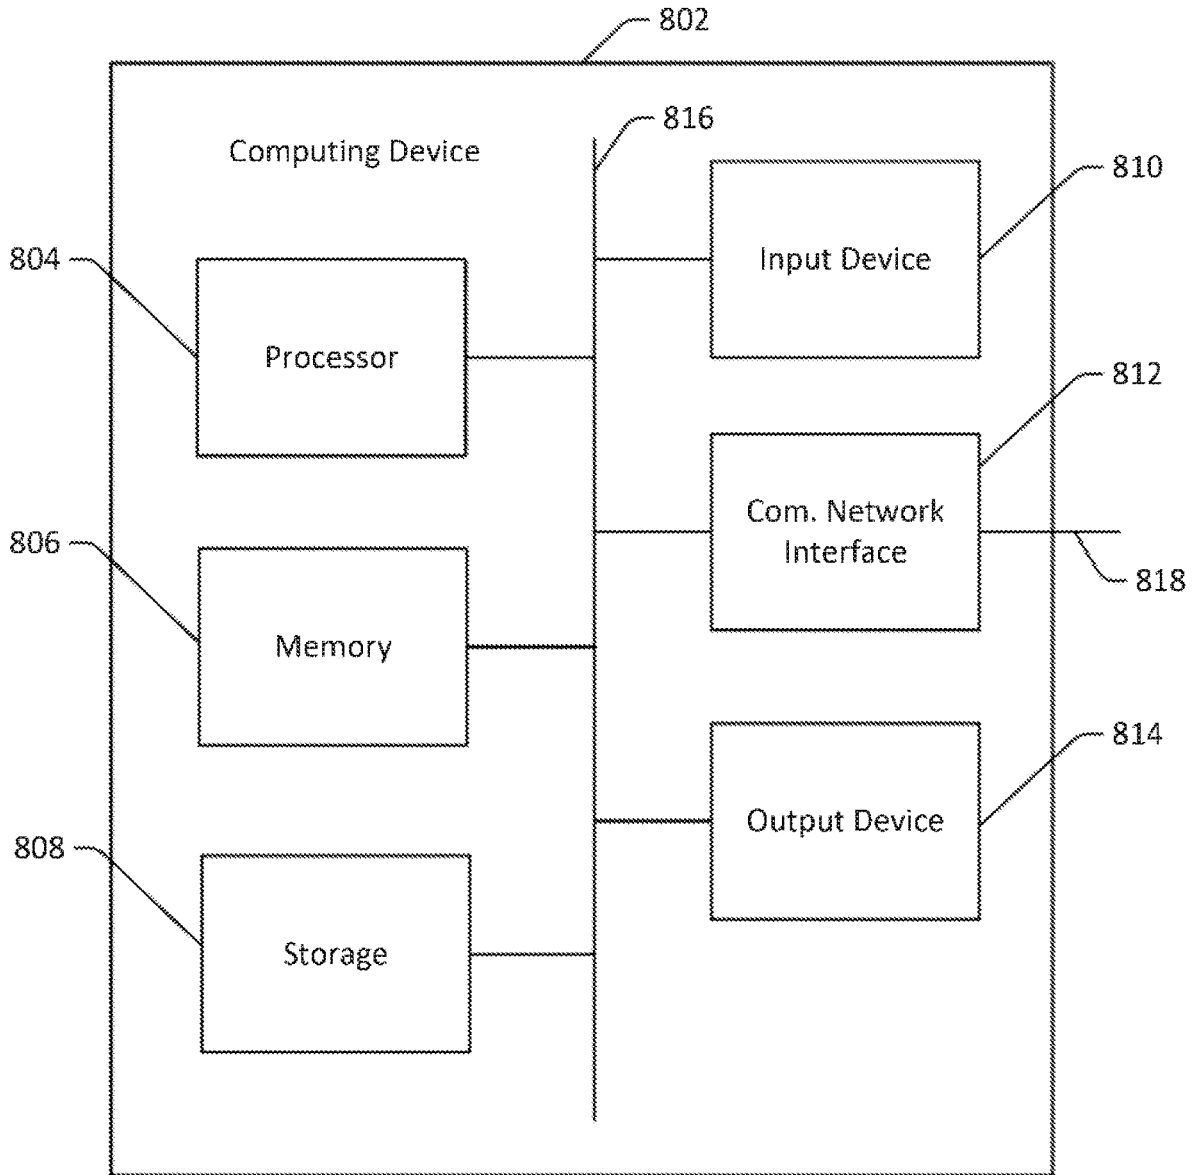 802
816
Computing Device
810
804
Input Device
Processor
812
806
Com. Network
Interface
818
Memory
814
Output Device
808
Storage